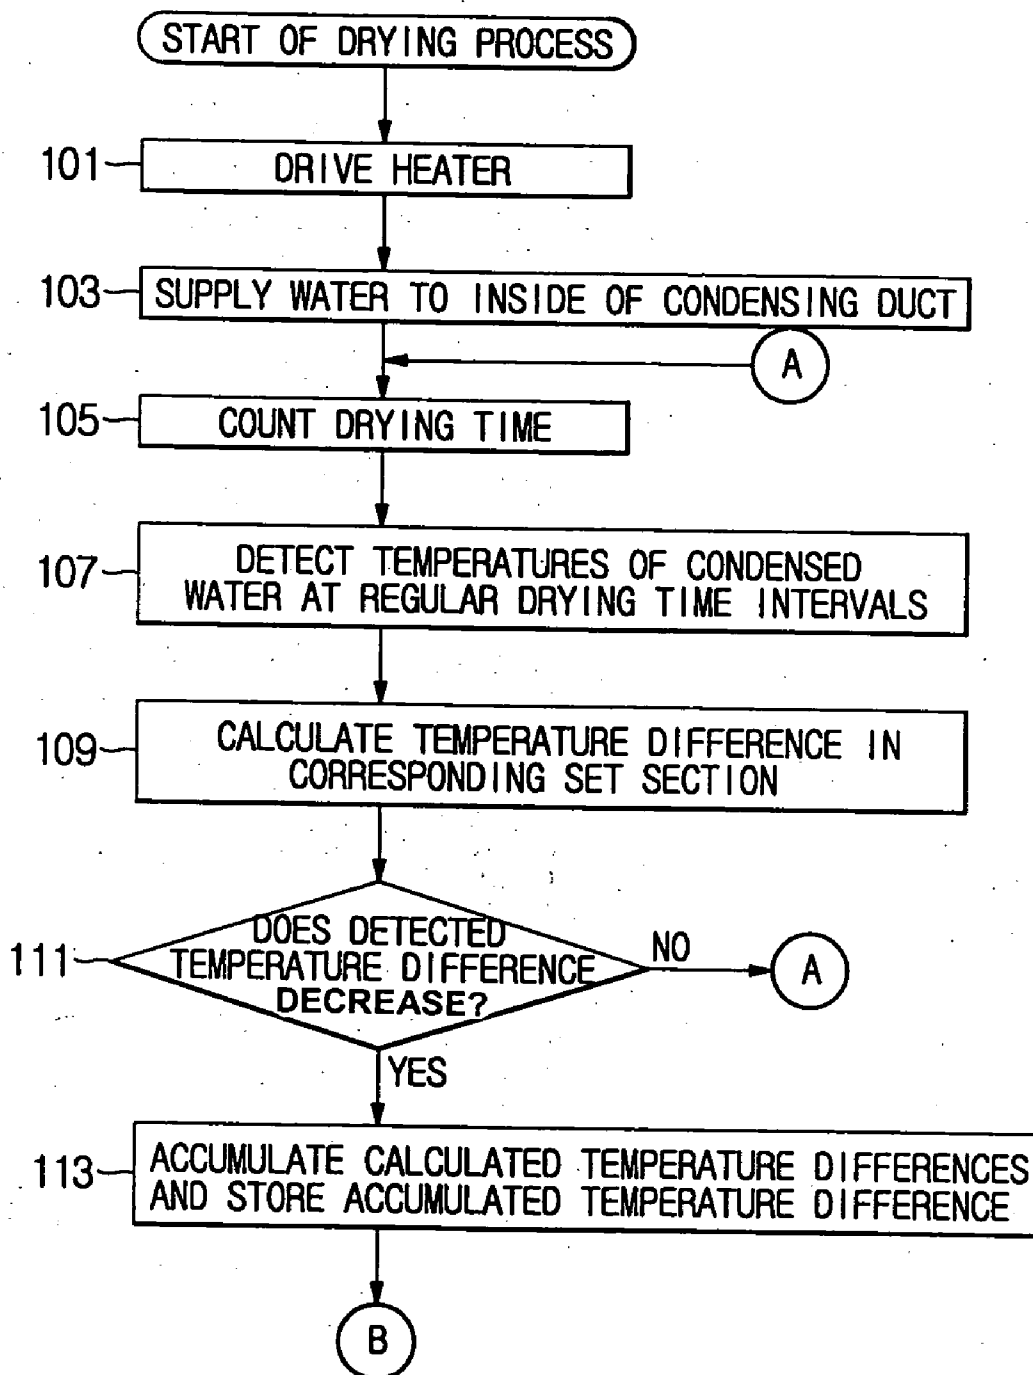 START OF DRYING PROCESS
101
DRIVE HEATER
103
SUPPLY WATER TO INSIDE OF CONDENSING DUCT
A
105
COUNT DRYING TIME
107
DETECT TEMPERATURES OF CONDENSED
WATER AT REGULAR DRYING TIME INTERVALS
109
CALCULATE TEMPERATURE DIFFERENCE IN
CORRESPONDING SET SECTION
111
DOES DETECTED
TEMPERATURE DIFFERENCE
DECREASE?
NO
A
YES
113
ACCUMULATE CALCULATED TEMPERATURE DIFFERENCES
AND STORE ACCUMULATED TEMPERATURE DIFFERENCE
B